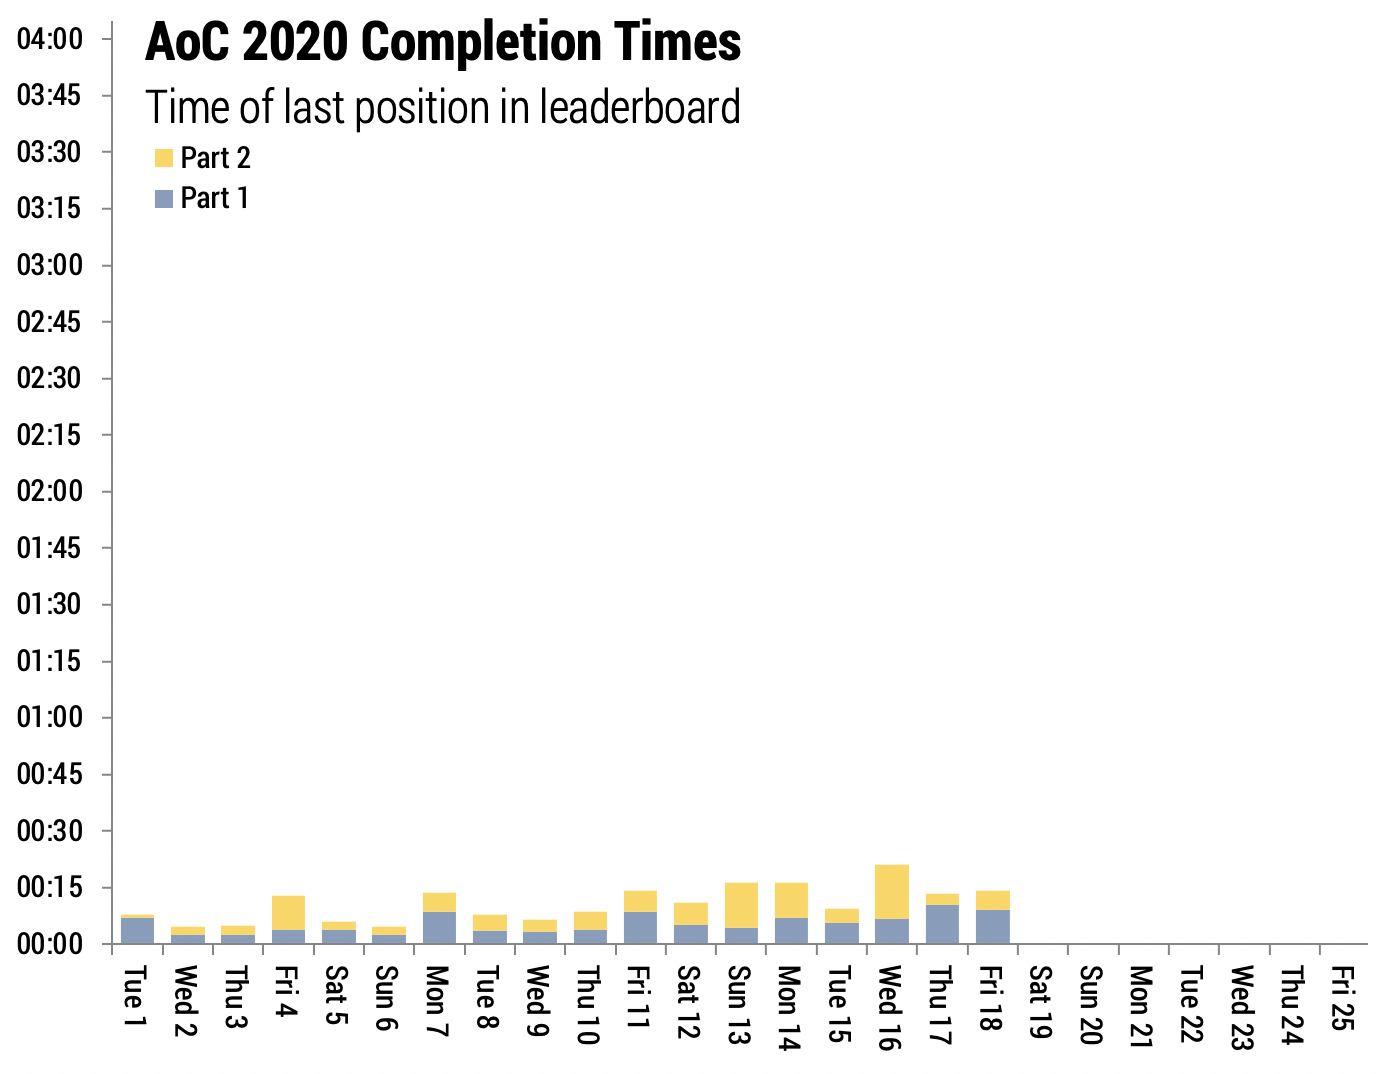 AoC 2020 Completion Times
Time of last position in leaderboard
Part 2
Part 1
04:00
03:45
03:30
03:15
03:00
02:45
02:30
02:15
02:00
01:45
01:30
01:15
01:00
00:45
00:30
00:15
00:00
Tue 1
Wed 2
Thu 3
Fri 4
Sat 5
Sun 6
Mon 7
Tue 8
Wed 9
Thu 10
Fri 11
Sat 12
Sun 13
Mon 14
Tue 15
Wed 16
Thu 17
Fri 18
Sat 19
Sun 20
Mon 21
Tue 22
Wed 23
Thu 24
Fri 25